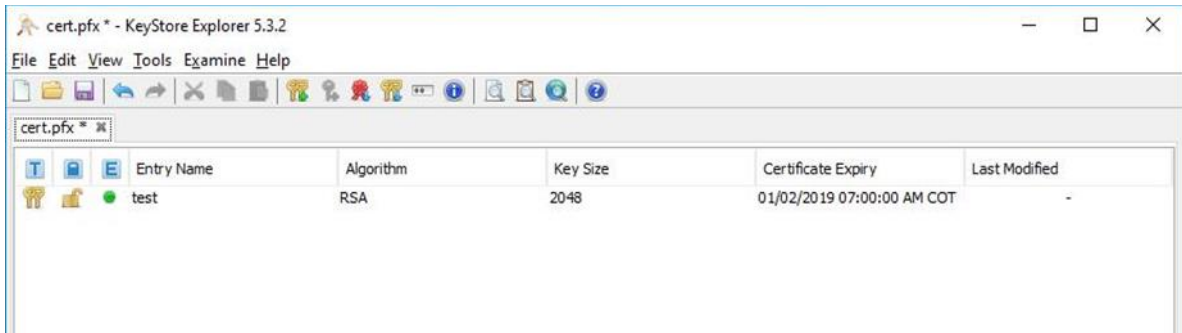 cert.pfx * - KeyStore Explorer 5.3.2
File Edit View Tools Examine Help
cert.pfx *
T E Entry Name Algorithm Key Size Certificate Expiry Last Modified
test RSA 2048 01/02/2019 07:00:00 AM COT -